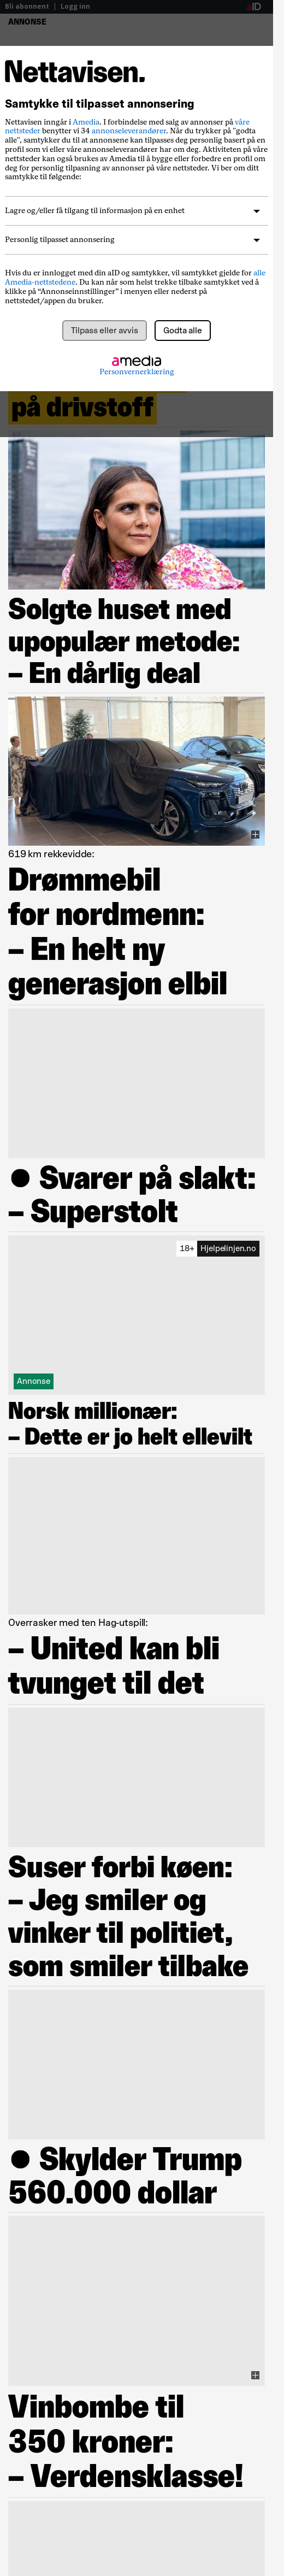 Bli abonnent | Logg inn
aID
ANNONSE
Nettavisen.
Samtykke til tilpasset annonsering
Nettavisen inngår i Amedia. I forbindelse med salg av annonser på våre
nettsteder benytter vi 34 annonseleverandører. Når du trykker på "godta
alle", samtykker du til at annonsene kan tilpasses deg personlig basert på en
profil som vi eller våre annonseleverandører har om deg. Aktiviteten på våre
nettsteder kan også brukes av Amedia til å bygge eller forbedre en profil om
deg for personlig tilpasning av annonser på våre nettsteder. Vi ber om ditt
samtykke til følgende:
Lagre og/eller få tilgang til informasjon på en enhet
Personlig tilpasset annonsering
Hvis du er innlogget med din aID og samtykker, vil samtykket gjelde for alle
Amedia-nettstedene. Du kan når som helst trekke tilbake samtykket ved å
klikke på “Annonseinnstillinger” i menyen eller nederst på
nettstedet/appen du bruker.
Tilpass eller avvis
Godta alle
amedia
Personvernerklæring
på drivstoff
Solgte huset med
upopulær metode:
– En dårlig deal
619 km rekkevidde:
Drømmebil
for nordmenn:
– En helt ny
generasjon elbil
● Svarer på slakt:
– Superstolt
18+ Hjelpelinjen.no
Annonse
Norsk millionær:
– Dette er jo helt ellevilt
Overrasker med ten Hag-utspill:
– United kan bli
tvunget til det
Suser forbi køen:
– Jeg smiler og
vinker til politiet,
som smiler tilbake
● Skylder Trump
560.000 dollar
Vinbombe til
350 kroner:
– Verdensklasse!